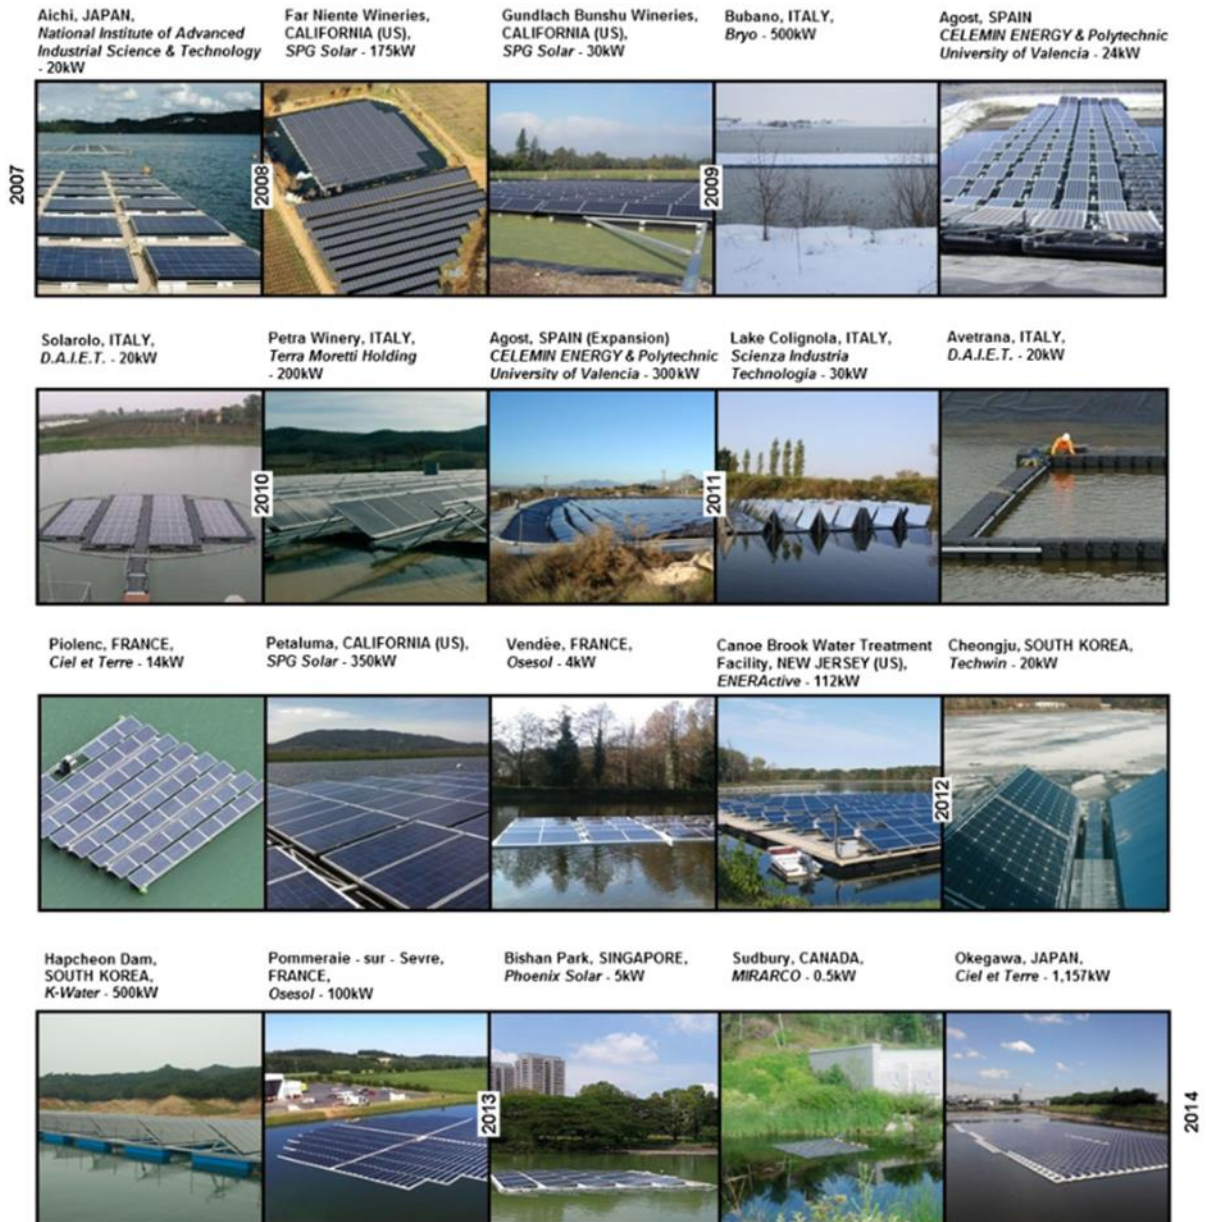 Aichi, JAPAN,
National Institute of Advanced
Industrial Science & Technology
- 20kW
Far Niente Wineries,
CALIFORNIA (US),
SPG Solar - 175kW
Gundlach Bunshu Wineries,
CALIFORNIA (US),
SPG Solar - 30kW
Bubano, ITALY,
Bryo - 500kW
Agost, SPAIN
CELEMIN ENERGY & Polytechnic
University of Valencia - 24kW
2007
2008
2009
Solarolo, ITALY,
D.A.I.E.T. - 20kW
Petra Winery, ITALY,
Terra Moretti Holding
- 200kW
Agost, SPAIN (Expansion)
CELEMIN ENERGY & Polytechnic
University of Valencia - 300kW
Lake Colignola, ITALY,
Scienza Industria
Technologia - 30kW
Avetrana, ITALY,
D.A.I.E.T. - 20kW
2010
2011
Piolenc, FRANCE,
Ciel et Terre - 14kW
Petaluma, CALIFORNIA (US),
SPG Solar - 350kW
Vendèe, FRANCE,
Osesol - 4kW
Canoe Brook Water Treatment
Facility, NEW JERSEY (US),
ENERActive - 112kW
Cheongju, SOUTH KOREA,
Techwin - 20kW
2012
Hapcheon Dam,
SOUTH KOREA,
K-Water - 500kW
Pommeraie - sur - Sevre,
FRANCE,
Osesol - 100kW
Bishan Park, SINGAPORE,
Phoenix Solar - 5kW
Sudbury, CANADA,
MIRARCO - 0.5kW
Okegawa, JAPAN,
Ciel et Terre - 1,157kW
2013
2014